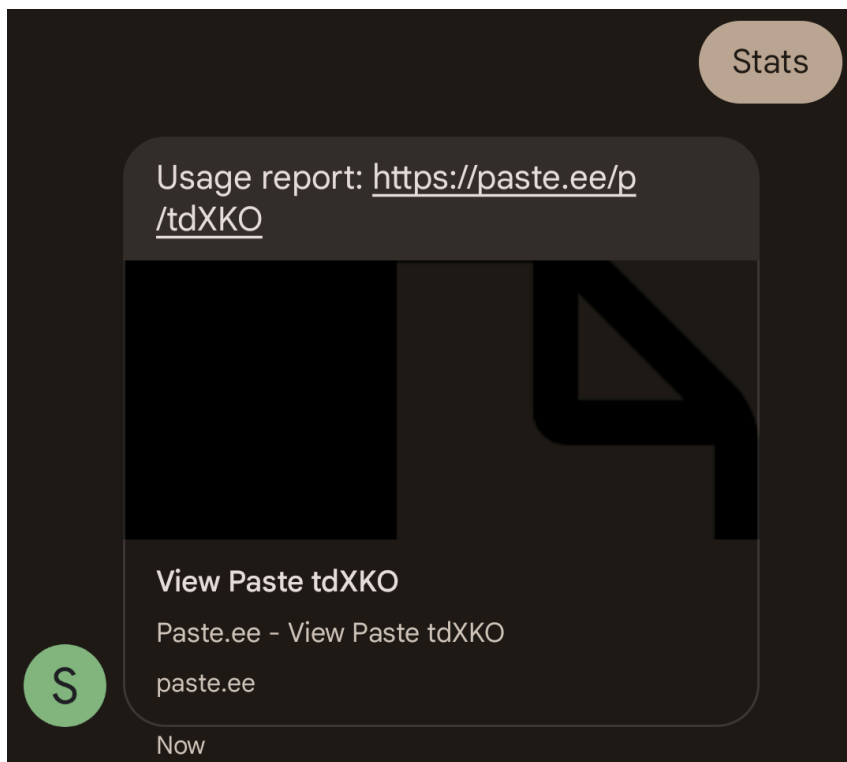 Stats
Usage report: https://paste.ee/p
/tdXKO
View Paste tdXKO
Paste.ee - View Paste tdXKO
paste.ee
S
Now